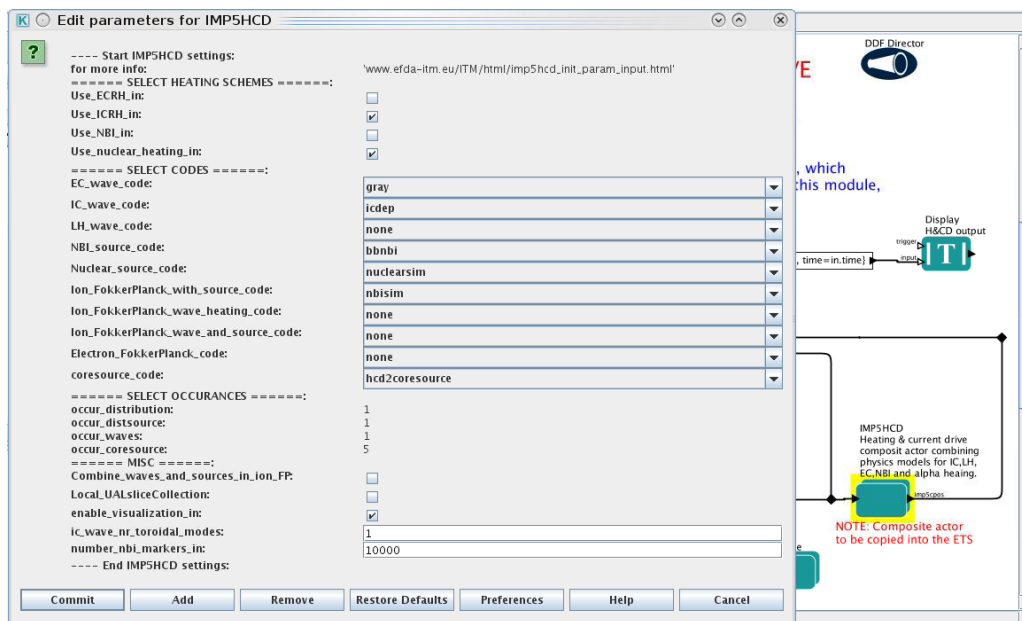 Edit parameters for IMP5HCD
---- Start IMP5HCD settings:
for more info: 'www.efda-itm.eu/ITM/html/imp5hcd_init_param_input.html'
====== SELECT HEATING SCHEMES ======:
Use_ECRH_in:
Use_ICRH_in:
Use_NBI_in:
Use_nuclear_heating_in:
====== SELECT CODES ======:
EC_wave_code: gray
IC_wave_code: icdep
LH_wave_code: none
NBI_source_code: bbnbi
Nuclear_source_code: nuclearsim
Ion_FokkerPlanck_with_source_code: nbisim
Ion_FokkerPlanck_wave_heating_code: none
Ion_FokkerPlanck_wave_and_source_code: none
Electron_FokkerPlanck_code: none
coresource_code: hcd2coresource
====== SELECT OCCURANCES ======:
occur_distribution: 1
occur_distsource: 1
occur_waves: 1
occur_coresource: 5
====== MISC ======:
Combine_waves_and_sources_in_ion_FP:
Local_UALsliceCollection:
enable_visualization_in:
ic_wave_nr_toroidal_modes: 1
number_nbi_markers_in: 10000
---- End IMP5HCD settings:
Commit Add Remove Restore Defaults Preferences Help Cancel
DDF Director
, which
this module,
Display
H&CD output
trigger
input
T
, time=in.time}
IMP5HCD
Heating & current drive
composit actor combining
physics models for IC,LH,
EC,NBI and alpha heaing.
imp5cpos
NOTE: Composite actor
to be copied into the ETS